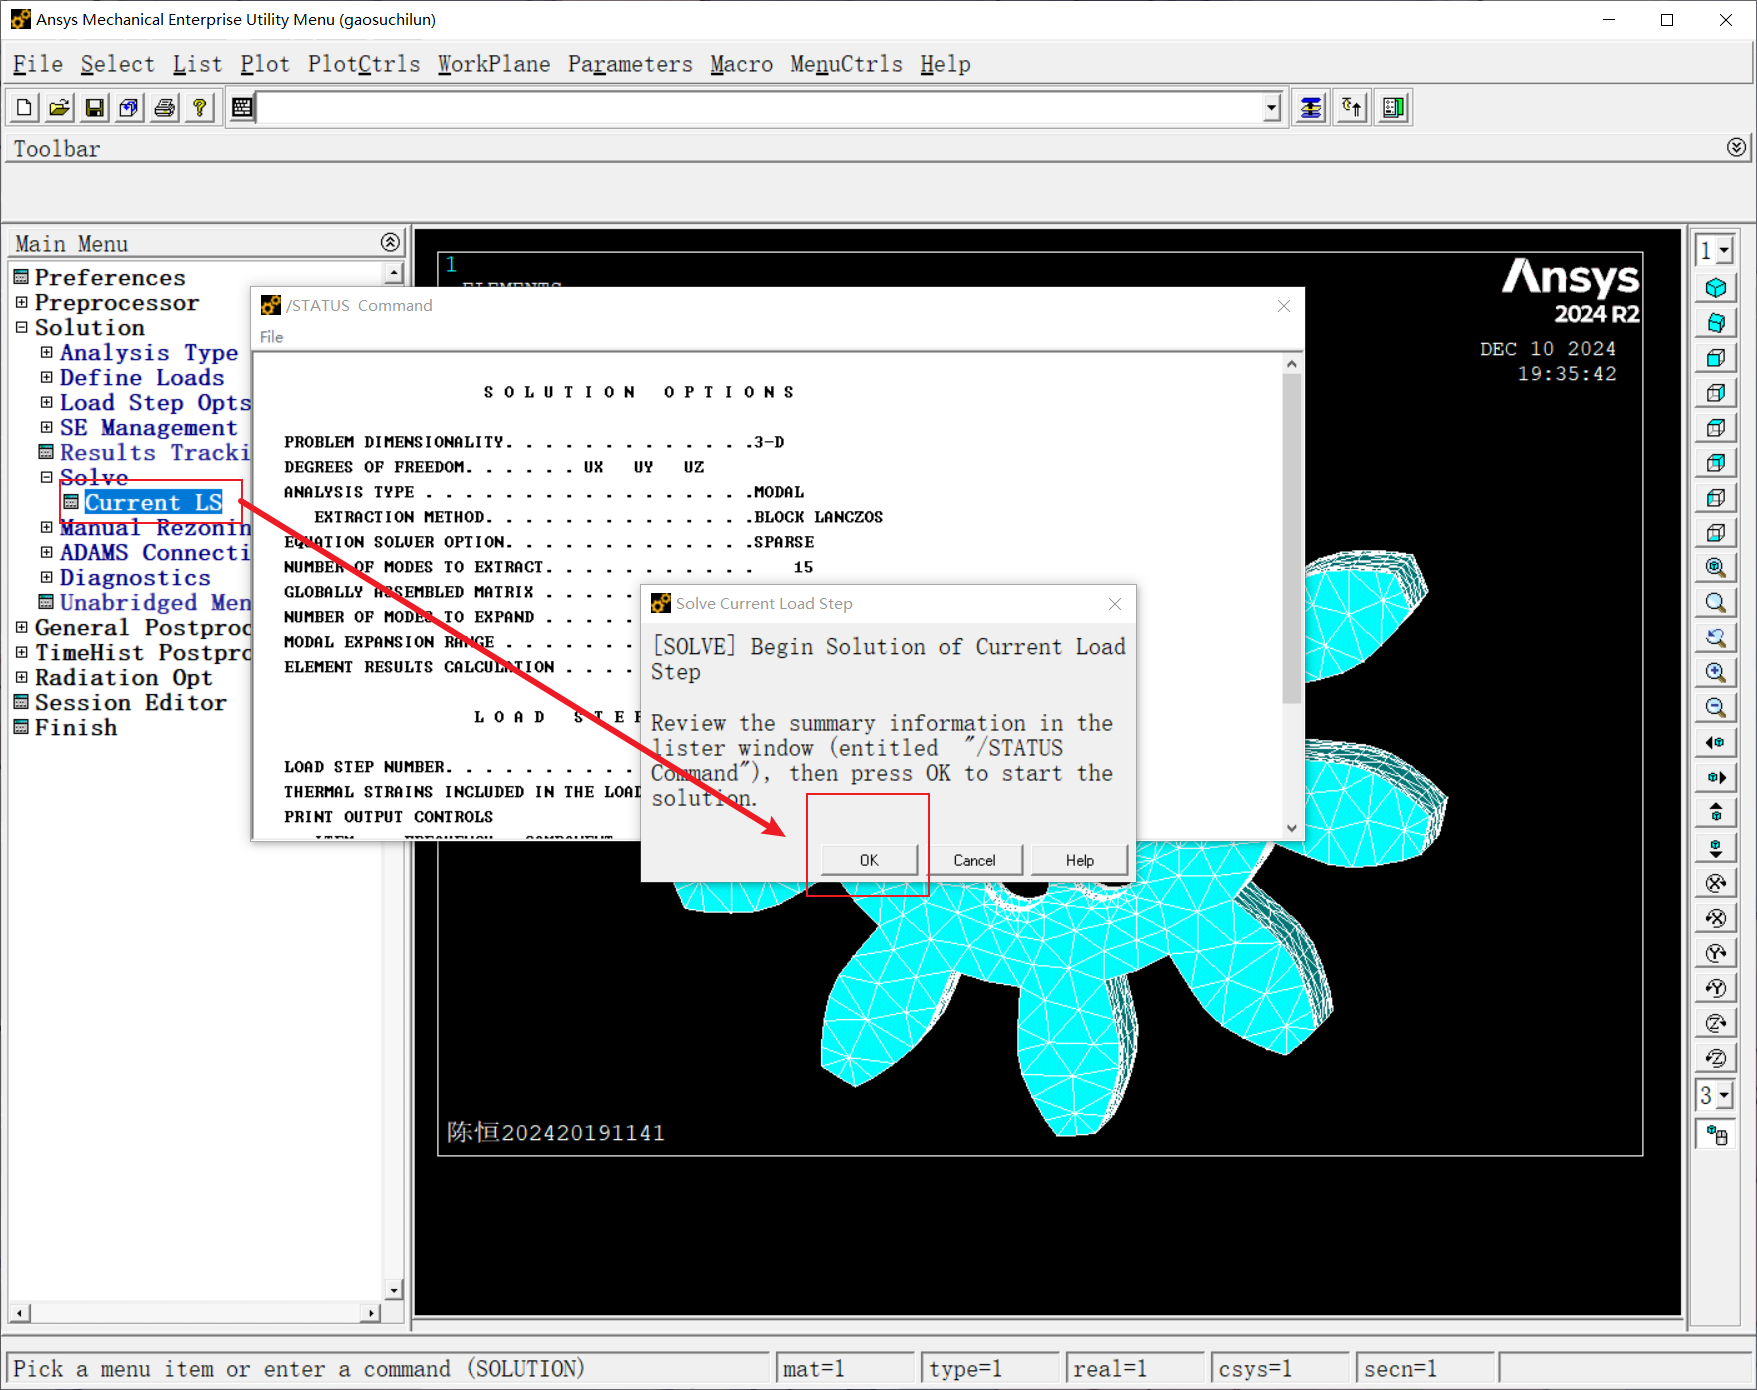 Ansys Mechanical Enterprise Utility Menu (gaosuchilun)
File Select List Plot PlotCtrls WorkPlane Parameters Macro MenuCtrls Help
Toolbar
Main Menu
Preferences
Preprocessor
Solution
Analysis Type
Define Loads
Load Step Opts
SE Management
Results Tracki
Solve
Current LS
Manual Rezonin
ADAMS Connecti
Diagnostics
Unabridged Men
General Postproc
TimeHist Postpro
Radiation Opt
Session Editor
Finish
1
ELEMENTS
Ansys
2024 R2
DEC 10 2024
19:35:42
/STATUS Command
File
S O L U T I O N   O P T I O N S
PROBLEM DIMENSIONALITY. . . . . . . . . . . . .3-D
DEGREES OF FREEDOM. . . . . . UX   UY   UZ
ANALYSIS TYPE . . . . . . . . . . . . . . . . .MODAL
EXTRACTION METHOD. . . . . . . . . . . . . .BLOCK LANCZOS
EQUATION SOLVER OPTION. . . . . . . . . . . . .SPARSE
NUMBER OF MODES TO EXTRACT. . . . . . . . . . .    15
GLOBALLY ASSEMBLED MATRIX . . . . .
NUMBER OF MODES TO EXPAND . . . . .
MODAL EXPANSION RANGE . . . . . . .
ELEMENT RESULTS CALCULATION . . . .
L O A D   S T E P
LOAD STEP NUMBER. . . . . . . . . .
THERMAL STRAINS INCLUDED IN THE LOAD
PRINT OUTPUT CONTROLS
ITEM     FREQUENCY   COMPONENT
Solve Current Load Step
[SOLVE] Begin Solution of Current Load
Step
Review the summary information in the
lister window (entitled "/STATUS
Command"), then press OK to start the
solution.
OK
Cancel
Help
陈恒202420191141
1
3
Pick a menu item or enter a command (SOLUTION)
mat=1
type=1
real=1
csys=1
secn=1